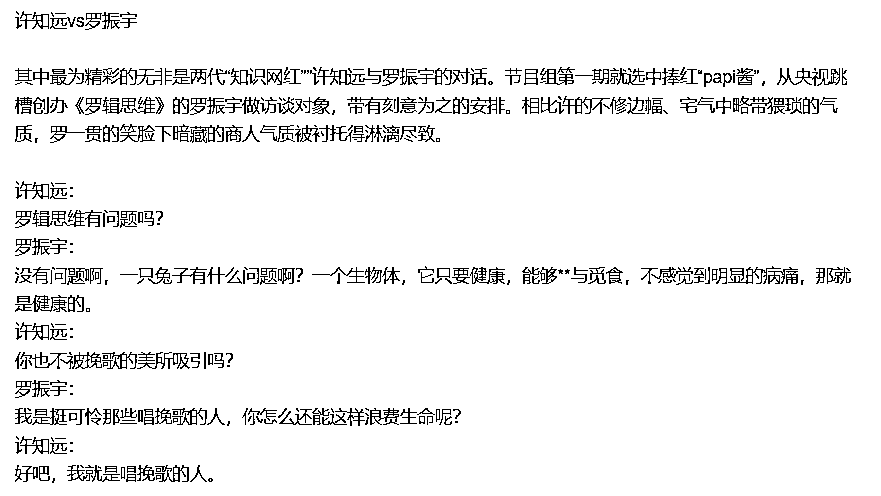 许知远vs罗振宇
其中最为精彩的无非是两代“知识网红””许知远与罗振宇的对话。节目组第一期就选中捧红“papi酱”，从央视跳
槽创办《罗辑思维》的罗振宇做访谈对象，带有刻意为之的安排。相比许的不修边幅、宅气中略带猥琐的气
质，罗一贯的笑脸下暗藏的商人气质被衬托得淋漓尽致。
许知远：
罗辑思维有问题吗？
罗振宇：
没有问题啊，一只兔子有什么问题啊？一个生物体，它只要健康，能够**与觅食，不感觉到明显的病痛，那就
是健康的。
许知远：
你也不被挽歌的美所吸引吗？
罗振宇：
我是挺可怜那些唱挽歌的人，你怎么还能这样浪费生命呢？
许知远：
好吧，我就是唱挽歌的人。